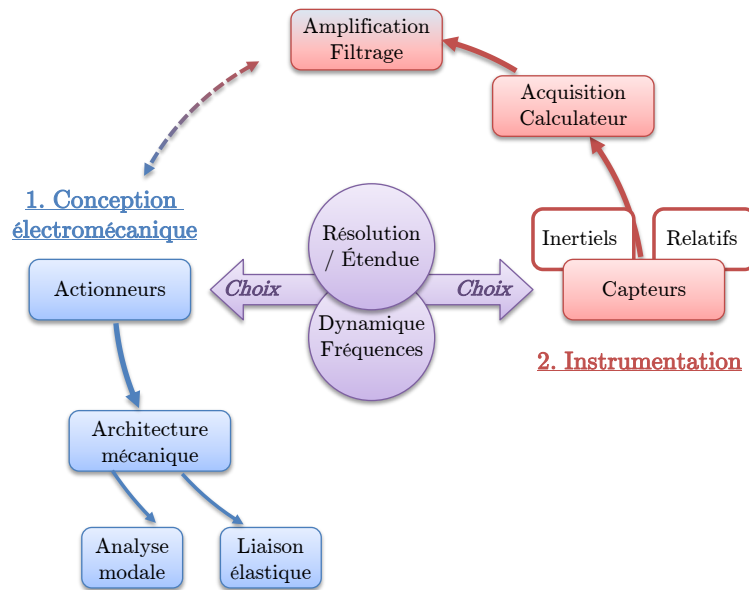 Amplification
Filtrage
Acquisition
Calculateur
1. Conception
électromécanique
Résolution
/ Étendue
Inertiels
Relatifs
Actionneurs
Choix
Choix
Capteurs
Dynamique
Fréquences
2. Instrumentation
Architecture
mécanique
Analyse
modale
Liaison
élastique